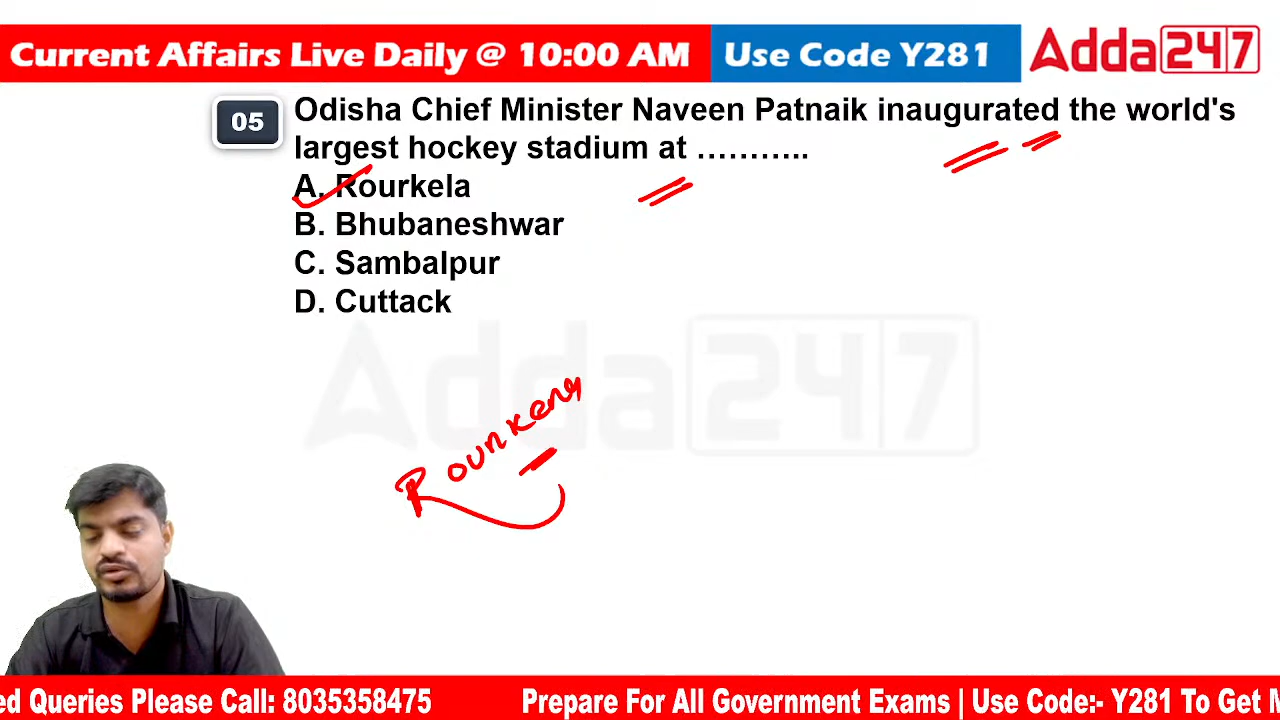 Current Affairs Live Daily @ 10:00 AM
Use Code Y281
Adda247
05
Odisha Chief Minister Naveen Patnaik inaugurated the world's
largest hockey stadium at ………..
A. Rourkela
B. Bhubaneshwar
C. Sambalpur
D. Cuttack
Adda247
ed Queries Please Call: 8035358475
Prepare For All Government Exams | Use Code:- Y281 To Get M